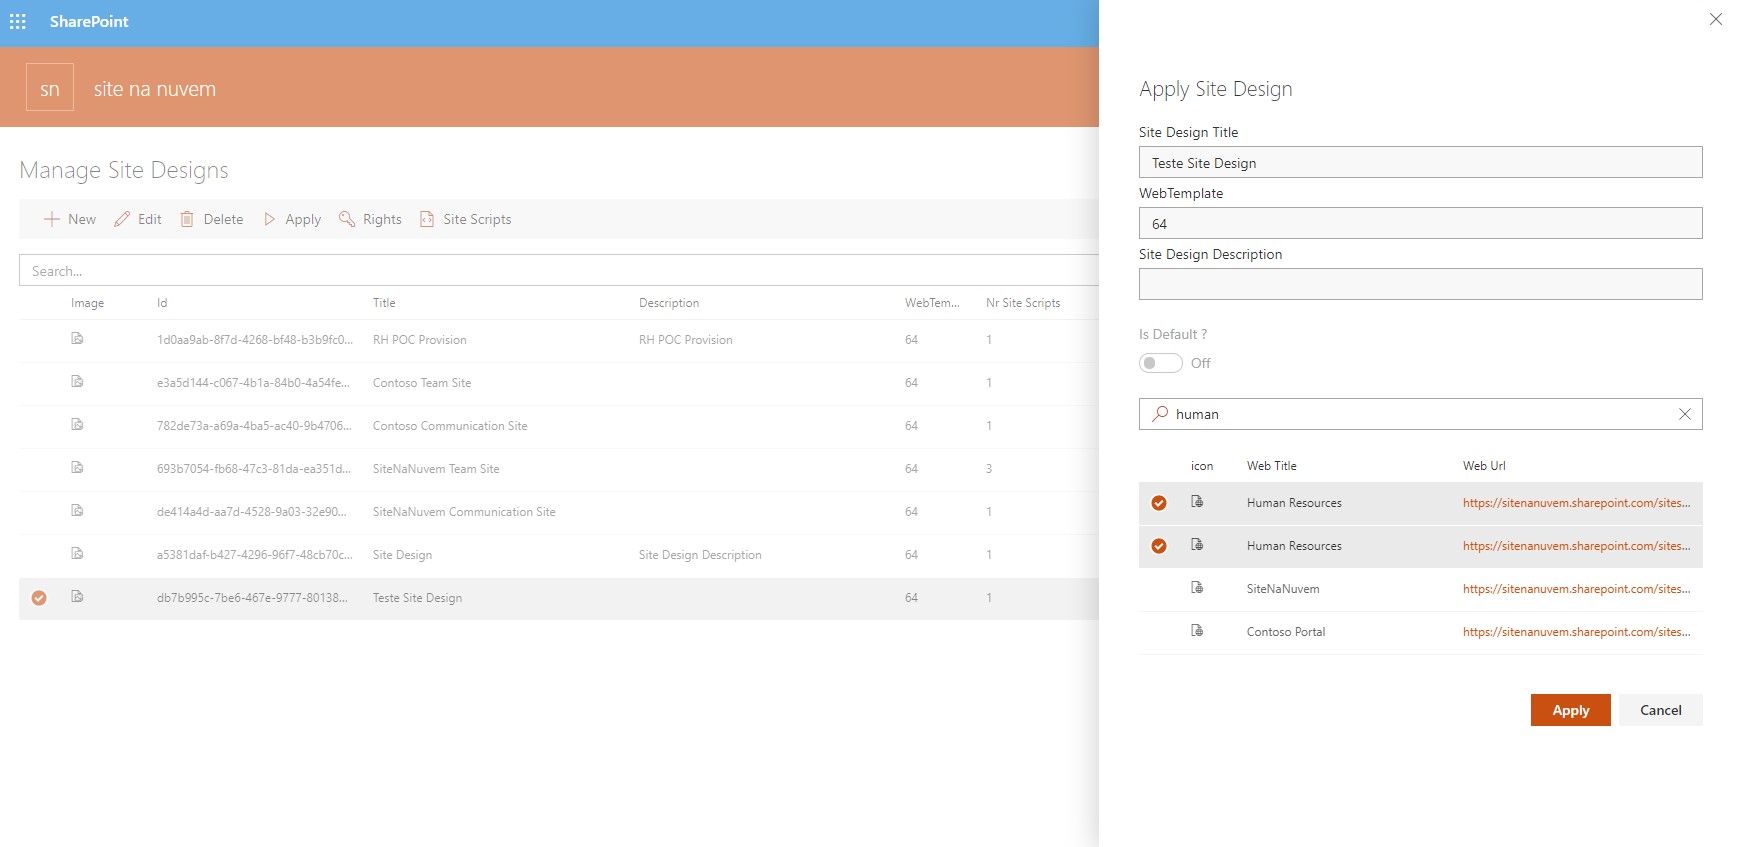 SharePoint
sn site na nuvem
Manage Site Designs
New Edit Delete Apply Rights Site Scripts
Search...
Image Id Title Description WebTem... Nr Site Scripts
1d0aa9ab-8f7d-4268-bf48-b3b9fc0... RH POC Provision RH POC Provision 64 1
e3a5d144-c067-4b1a-84b0-4a54fe... Contoso Team Site 64 1
782de73a-a69a-4ba5-ac40-9b4706... Contoso Communication Site 64 1
693b7054-fb68-47c3-81da-ea351d... SiteNaNuvem Team Site 64 3
de414a4d-aa7d-4528-9a03-32e90... SiteNaNuvem Communication Site 64 1
a5381daf-b427-4296-96f7-48cb70c... Site Design Site Design Description 64 1
db7b995c-7be6-467e-9777-80138... Teste Site Design 64 1
Apply Site Design
Site Design Title
Teste Site Design
WebTemplate
64
Site Design Description
Is Default ?
Off
human
icon Web Title Web Url
Human Resources https://sitenanuvem.sharepoint.com/sites...
Human Resources https://sitenanuvem.sharepoint.com/sites...
SiteNaNuvem https://sitenanuvem.sharepoint.com/sites...
Contoso Portal https://sitenanuvem.sharepoint.com/sites...
Apply Cancel